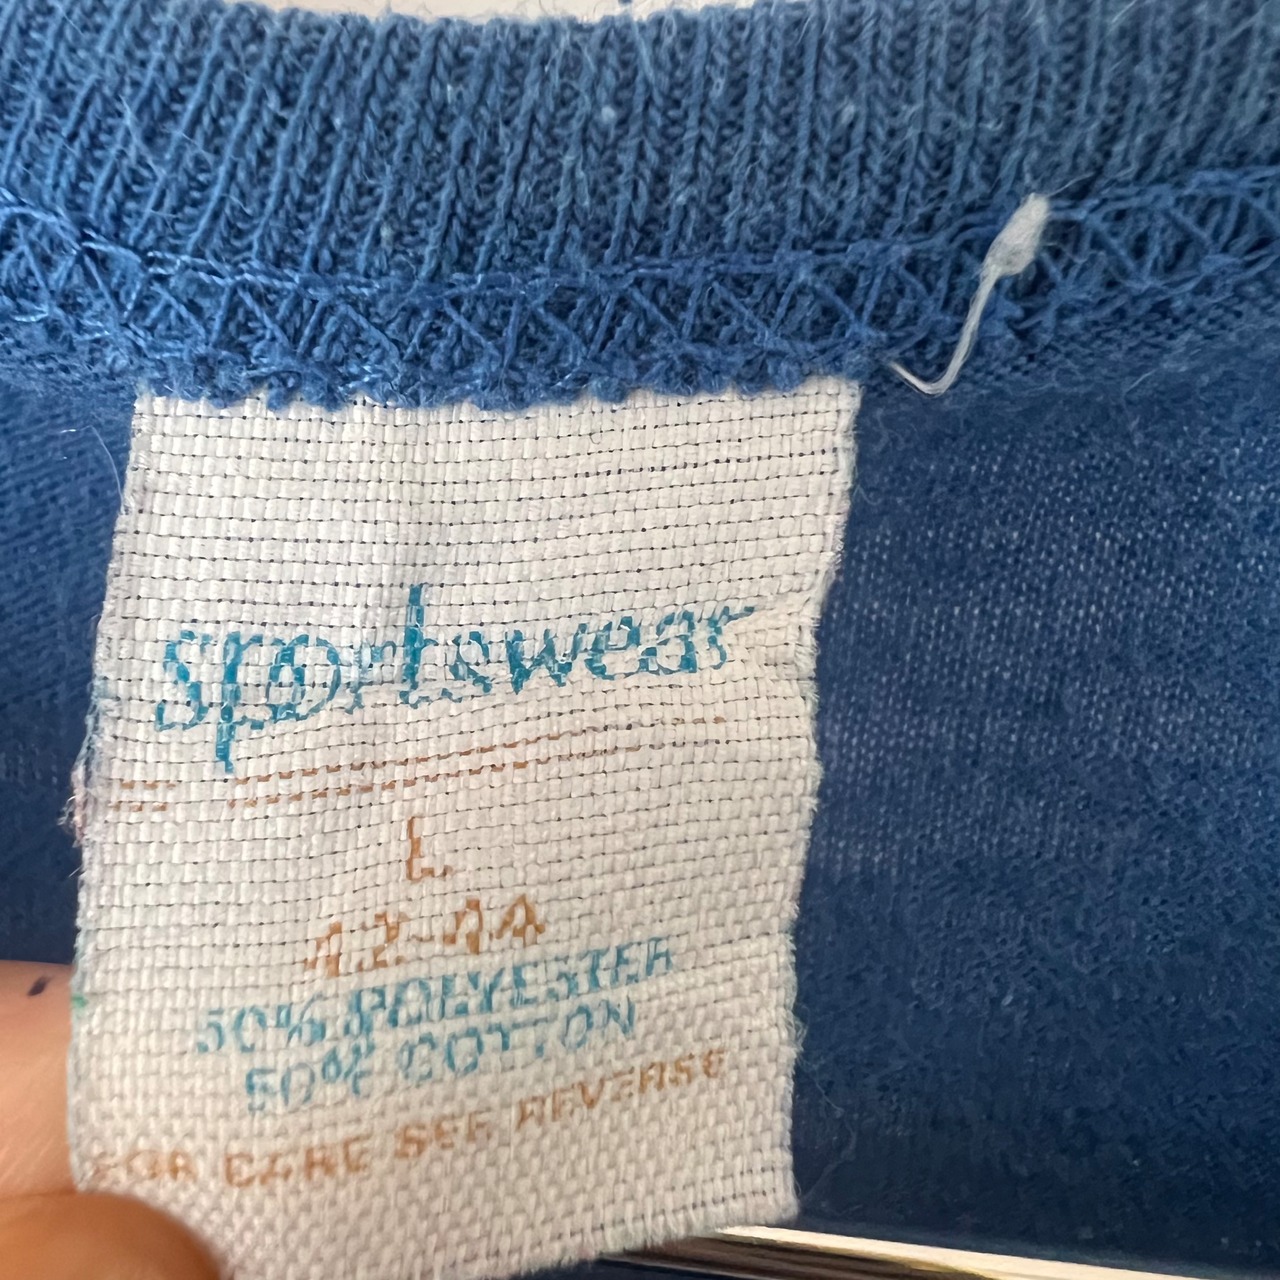 sportswear
L
42-44
50% POLYESTER
50% COTTON
FOR CARE SEE REVERSE